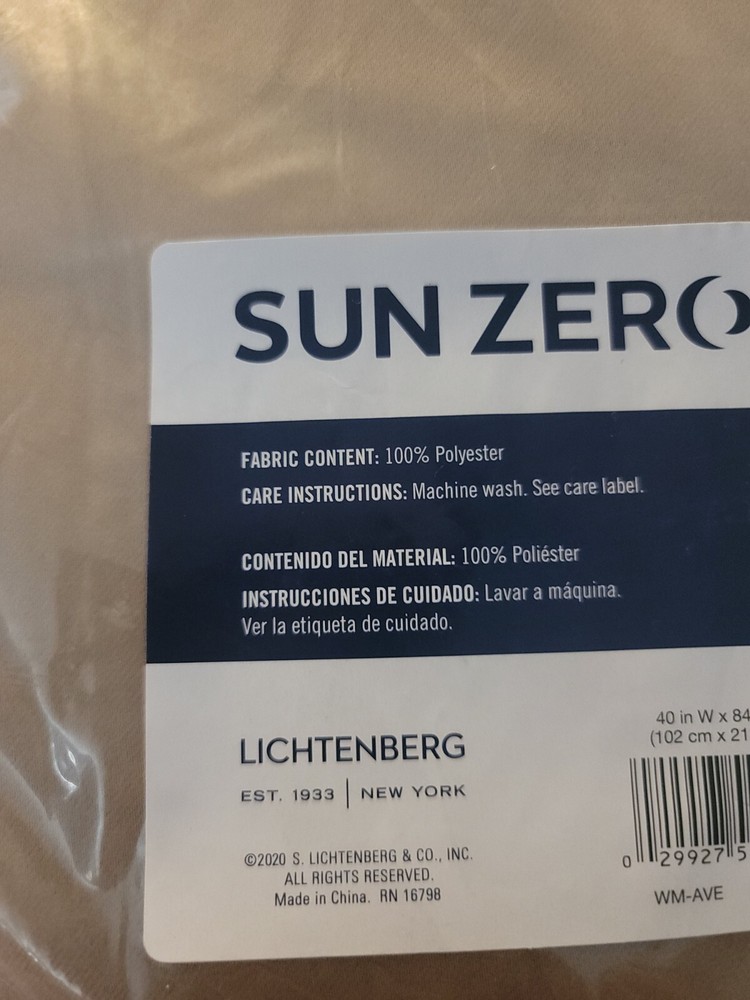 SUN ZERO
FABRIC CONTENT: 100% Polyester
CARE INSTRUCTIONS: Machine wash. See care label.
CONTENIDO DEL MATERIAL: 100% Poliéster
INSTRUCCIONES DE CUIDADO: Lavar a máquina.
Ver la etiqueta de cuidado.
LICHTENBERG
EST. 1933 | NEW YORK
©2020 S. LICHTENBERG & CO., INC.
ALL RIGHTS RESERVED.
Made in China. RN 16798
40 in W x 84
(102 cm x 21
0 29927 5
WM-AVE